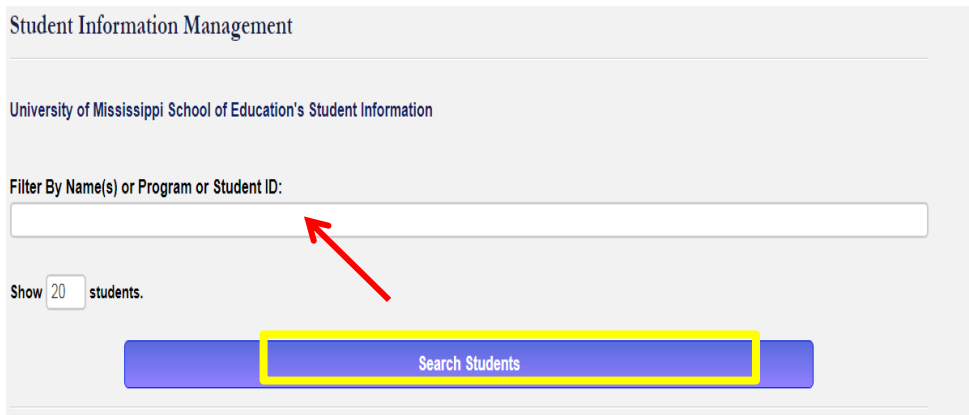 Student Information Management
University of Mississippi School of Education's Student Information
Filter By Name(s) or Program or Student ID:
Show 20 students.
Search Students